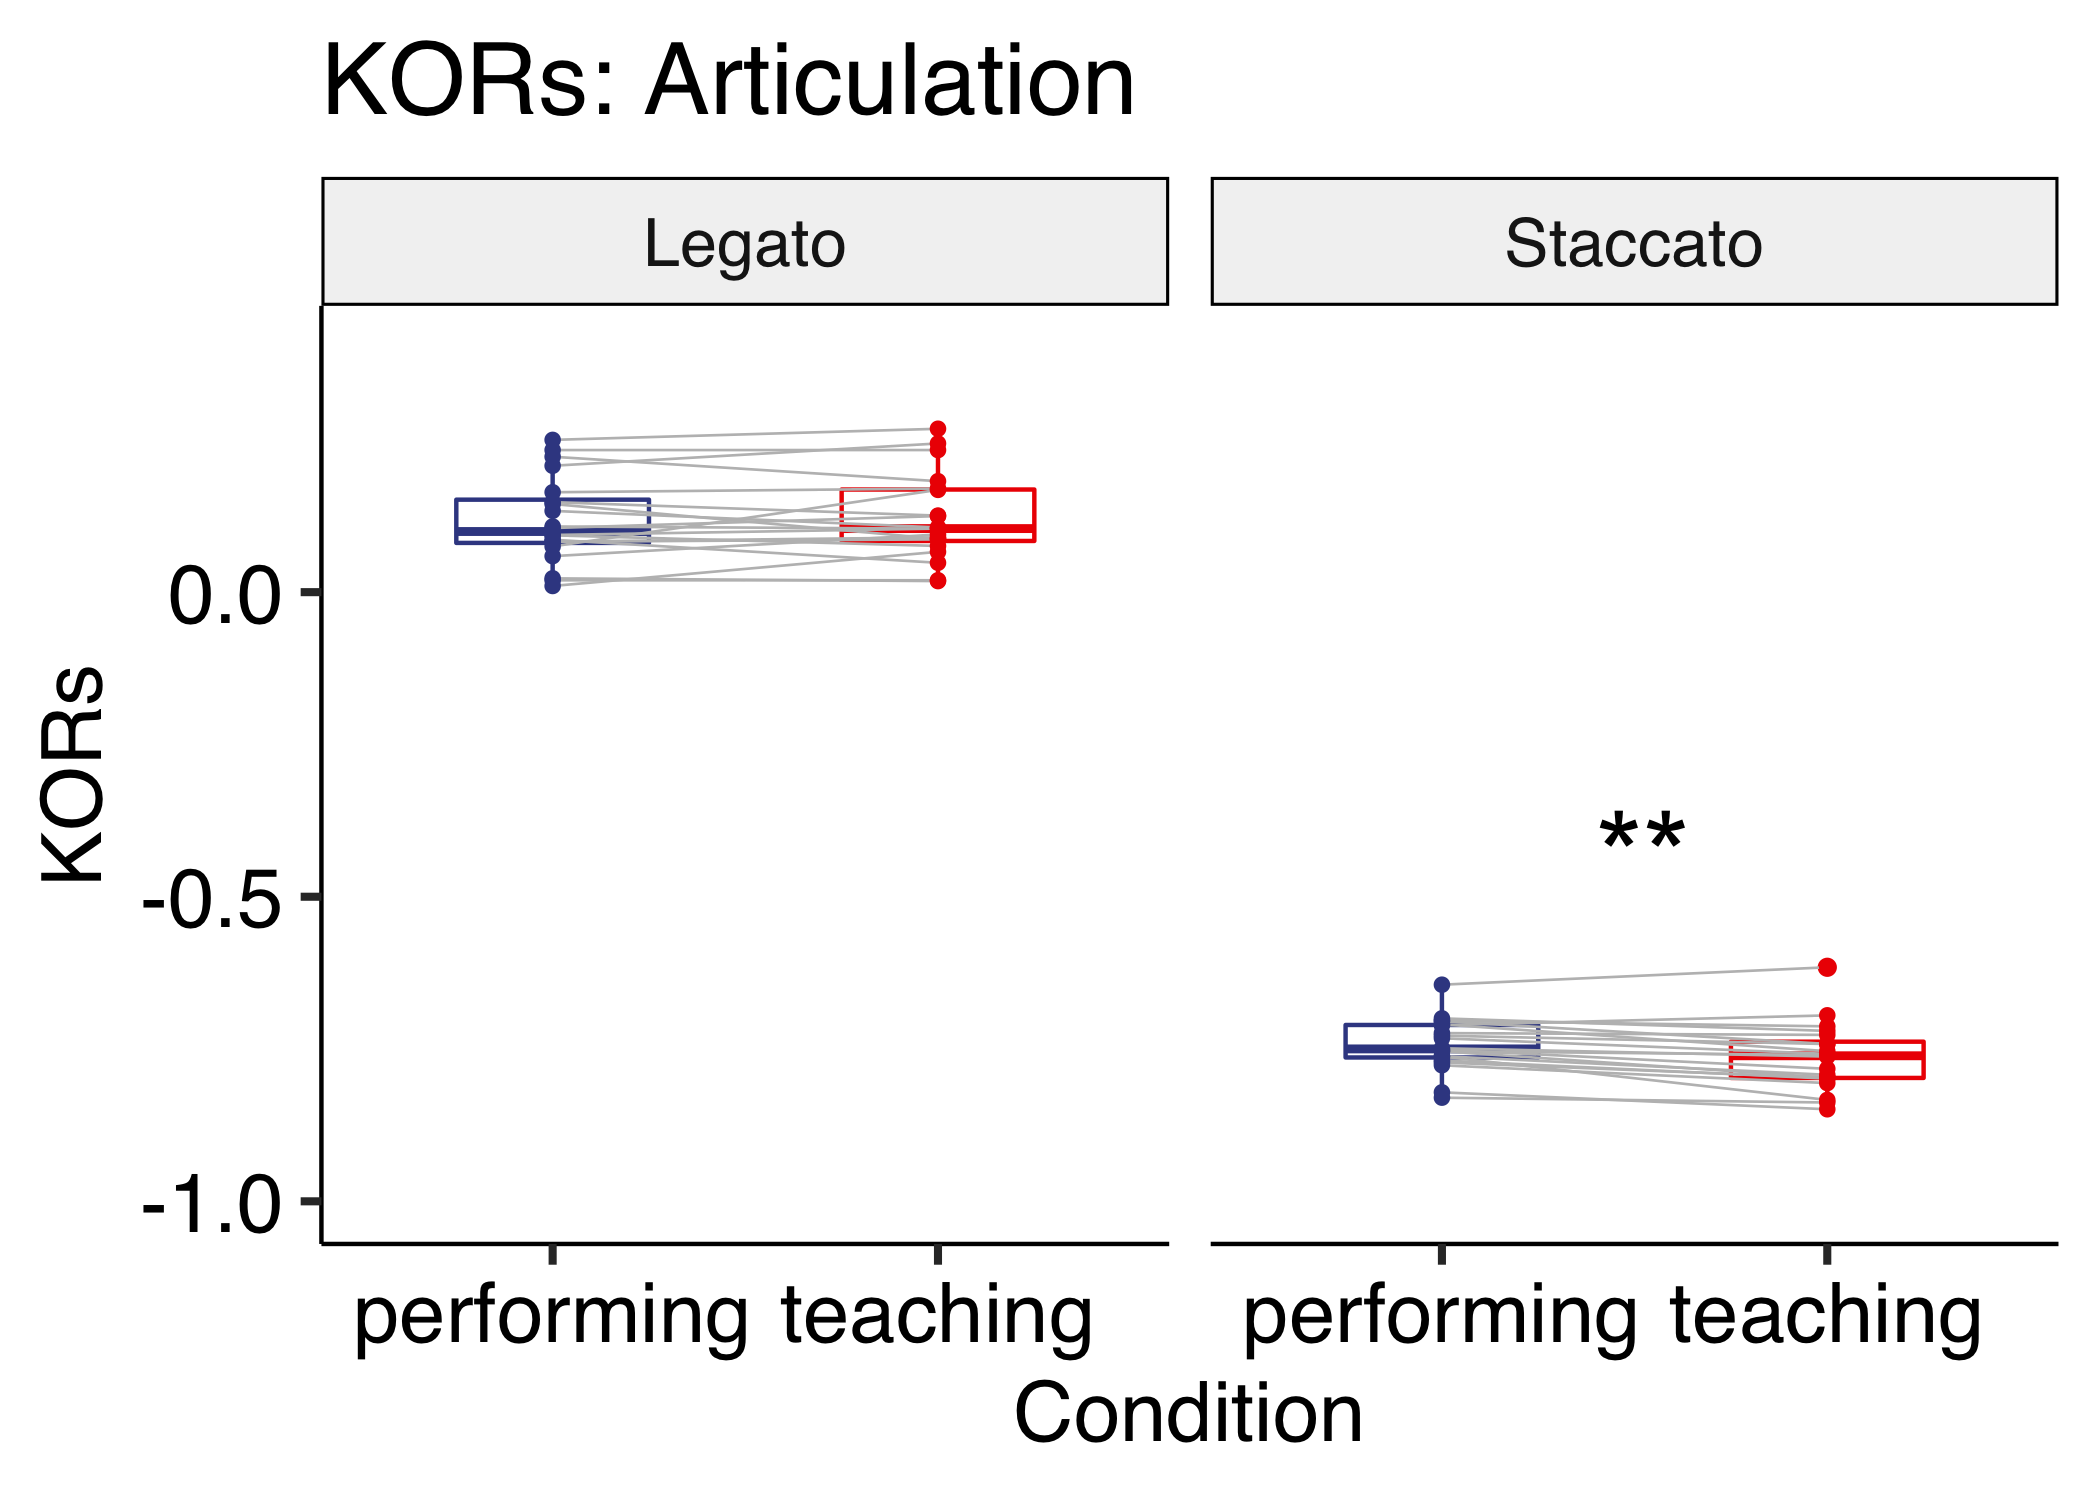 KORs: Articulation
Legato Staccato
0.0
KORs
**
-0.5
-1.0
performing teaching performing teaching
Condition